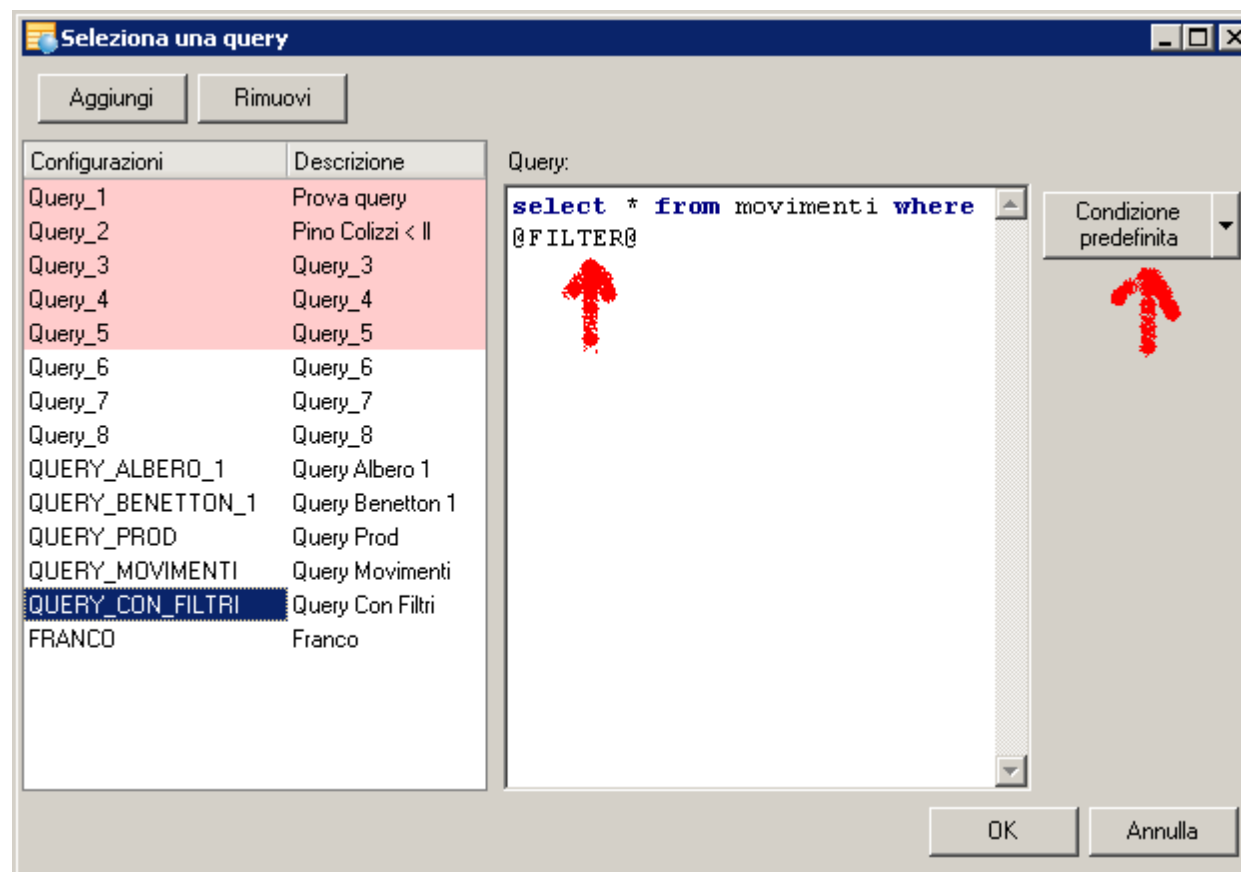 Seleziona una query
Aggiungi Rimuovi
Configurazioni Descrizione
Query_1 Prova query
Query_2 Pino Colizzi < II
Query_3 Query_3
Query_4 Query_4
Query_5 Query_5
Query_6 Query_6
Query_7 Query_7
Query_8 Query_8
QUERY_ALBERO_1 Query Albero 1
QUERY_BENETTON_1 Query Benetton 1
QUERY_PROD Query Prod
QUERY_MOVIMENTI Query Movimenti
QUERY_CON_FILTRI Query Con Filtri
FRANCO Franco
Query:
select * from movimenti where
@FILTER@
Condizione
predefinita
OK Annulla